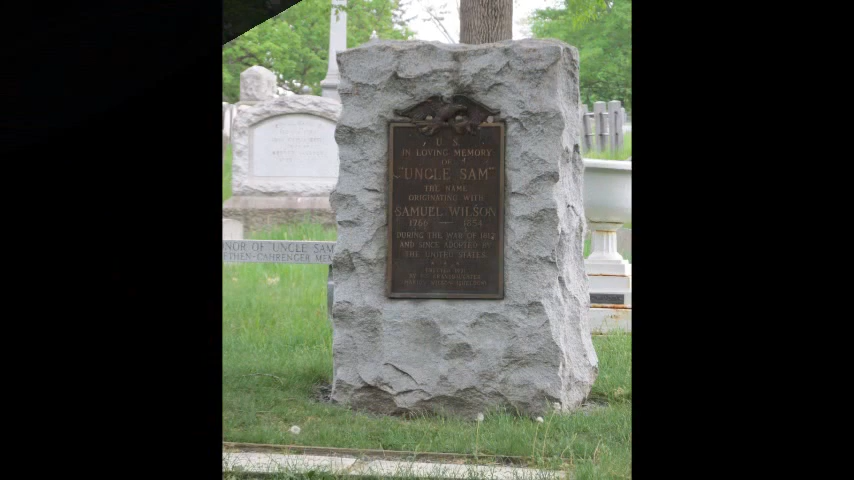 U. S.
IN LOVING MEMORY
OF
"UNCLE SAM"
THE NAME
ORIGINATING WITH
SAMUEL WILSON
1766 — 1854
DURING THE WAR OF 1812
AND SINCE ADOPTED BY
THE UNITED STATES
NOR OF UNCLE SAM